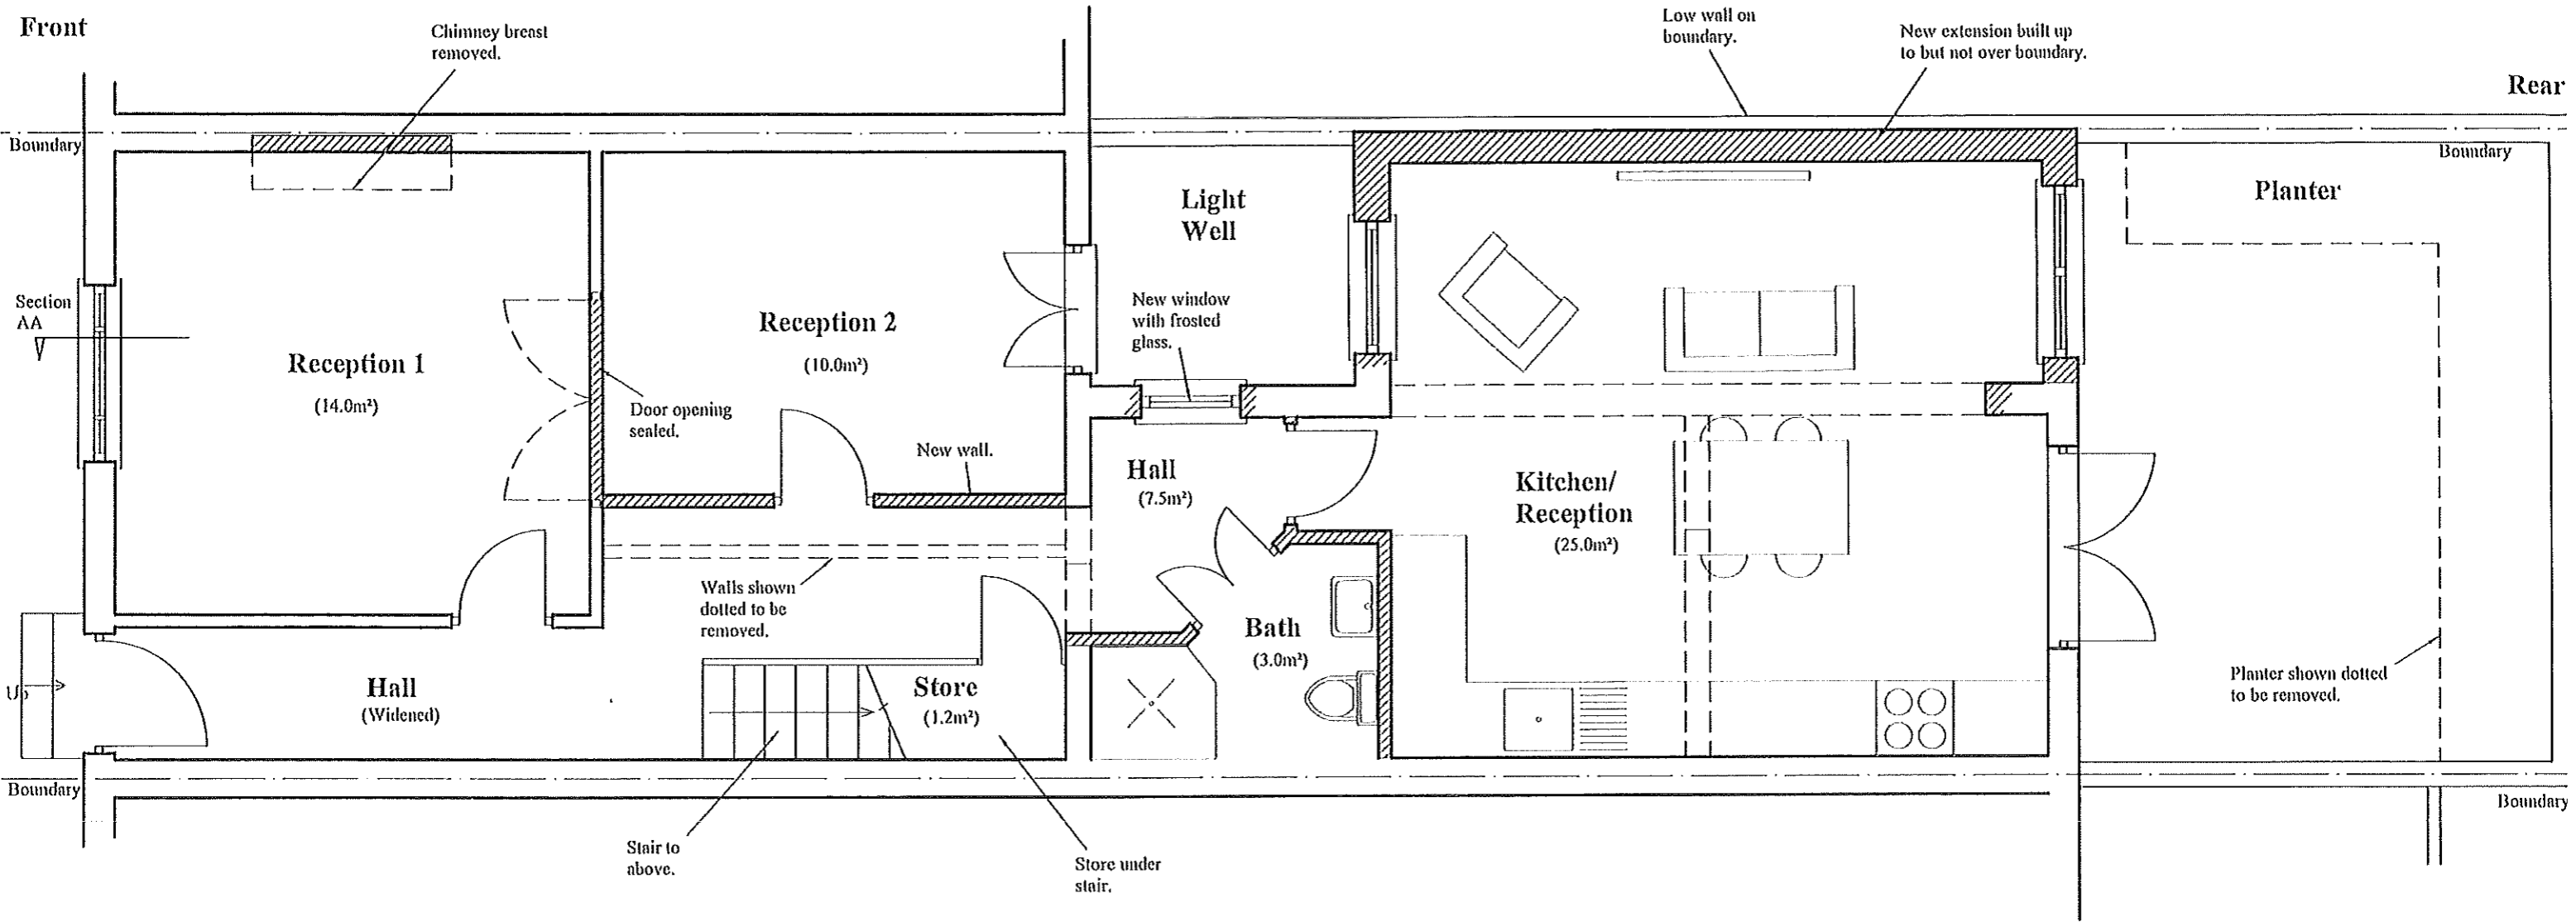 Front
Chimney breast
removed.
Low wall on
boundary.
New extension built up
to but not over boundary.
Rear
Boundary
Boundary
Planter
Light
Well
Section
AA
New window
with frosted
glass.
Reception 2
(10.0m²)
Reception 1
(14.0m²)
Door opening
sealed.
New wall.
Hall
(7.5m²)
Kitchen/
Reception
(25.0m²)
Walls shown
dotted to be
removed.
Bath
(3.0m²)
Up
Hall
(Widened)
Store
(1.2m²)
Planter shown dotted
to be removed.
Boundary
Boundary
Stair to
above.
Store under
stair.